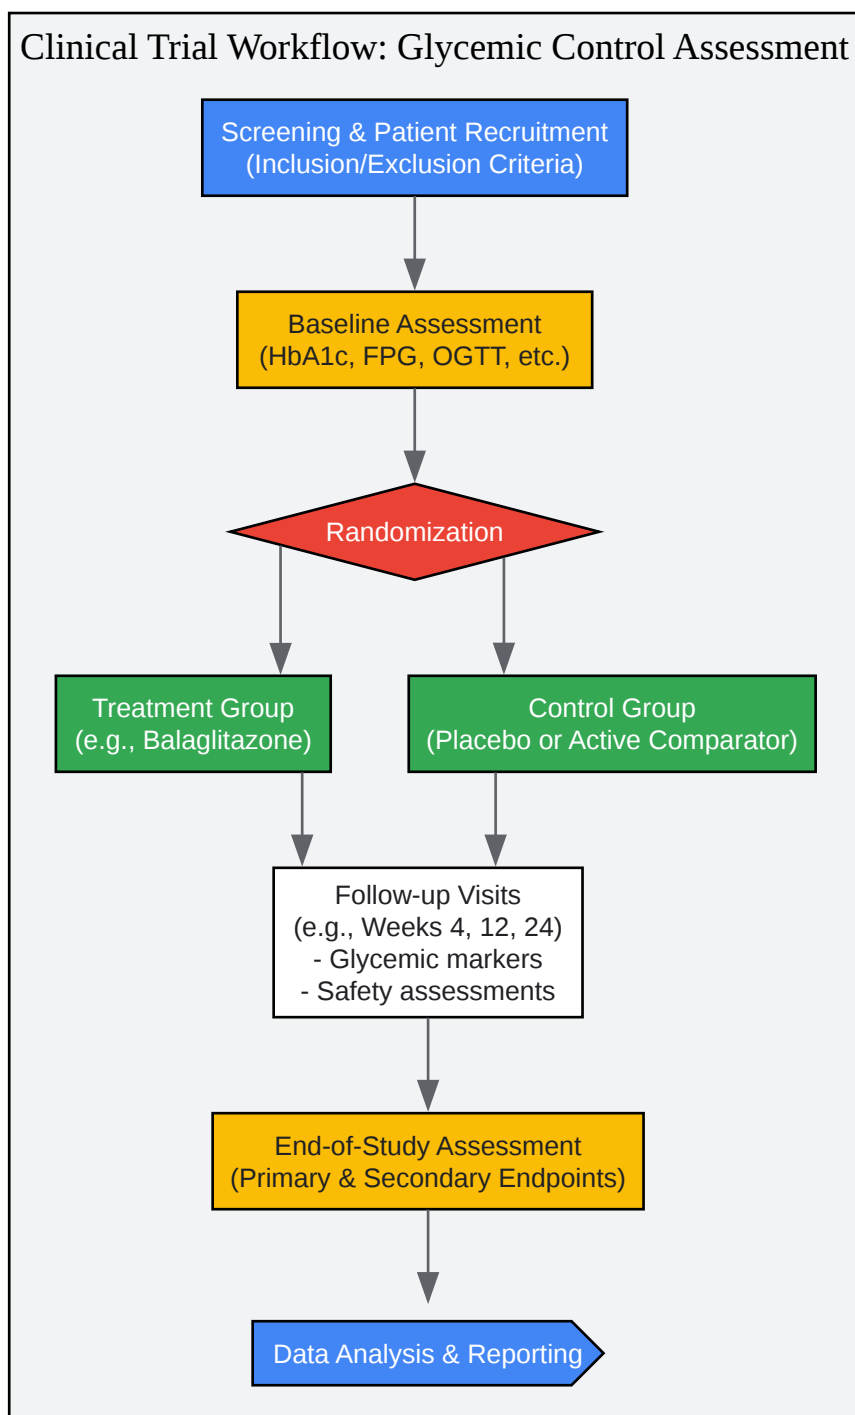 Clinical Trial Workflow: Glycemic Control Assessment
Screening & Patient Recruitment
(Inclusion/Exclusion Criteria)
Baseline Assessment
(HbA1c, FPG, OGTT, etc.)
Randomization
Treatment Group
(e.g., Balaglitazone)
Control Group
(Placebo or Active Comparator)
Follow-up Visits
(e.g., Weeks 4, 12, 24)
- Glycemic markers
- Safety assessments
End-of-Study Assessment
(Primary & Secondary Endpoints)
Data Analysis & Reporting